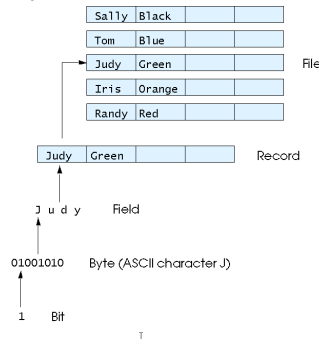 Sally Black
Tom Blue
Judy Green File
Iris Orange
Randy Red
Judy Green Record
J u d y Field
01001010 Byte (ASCII character J)
1 Bit
T